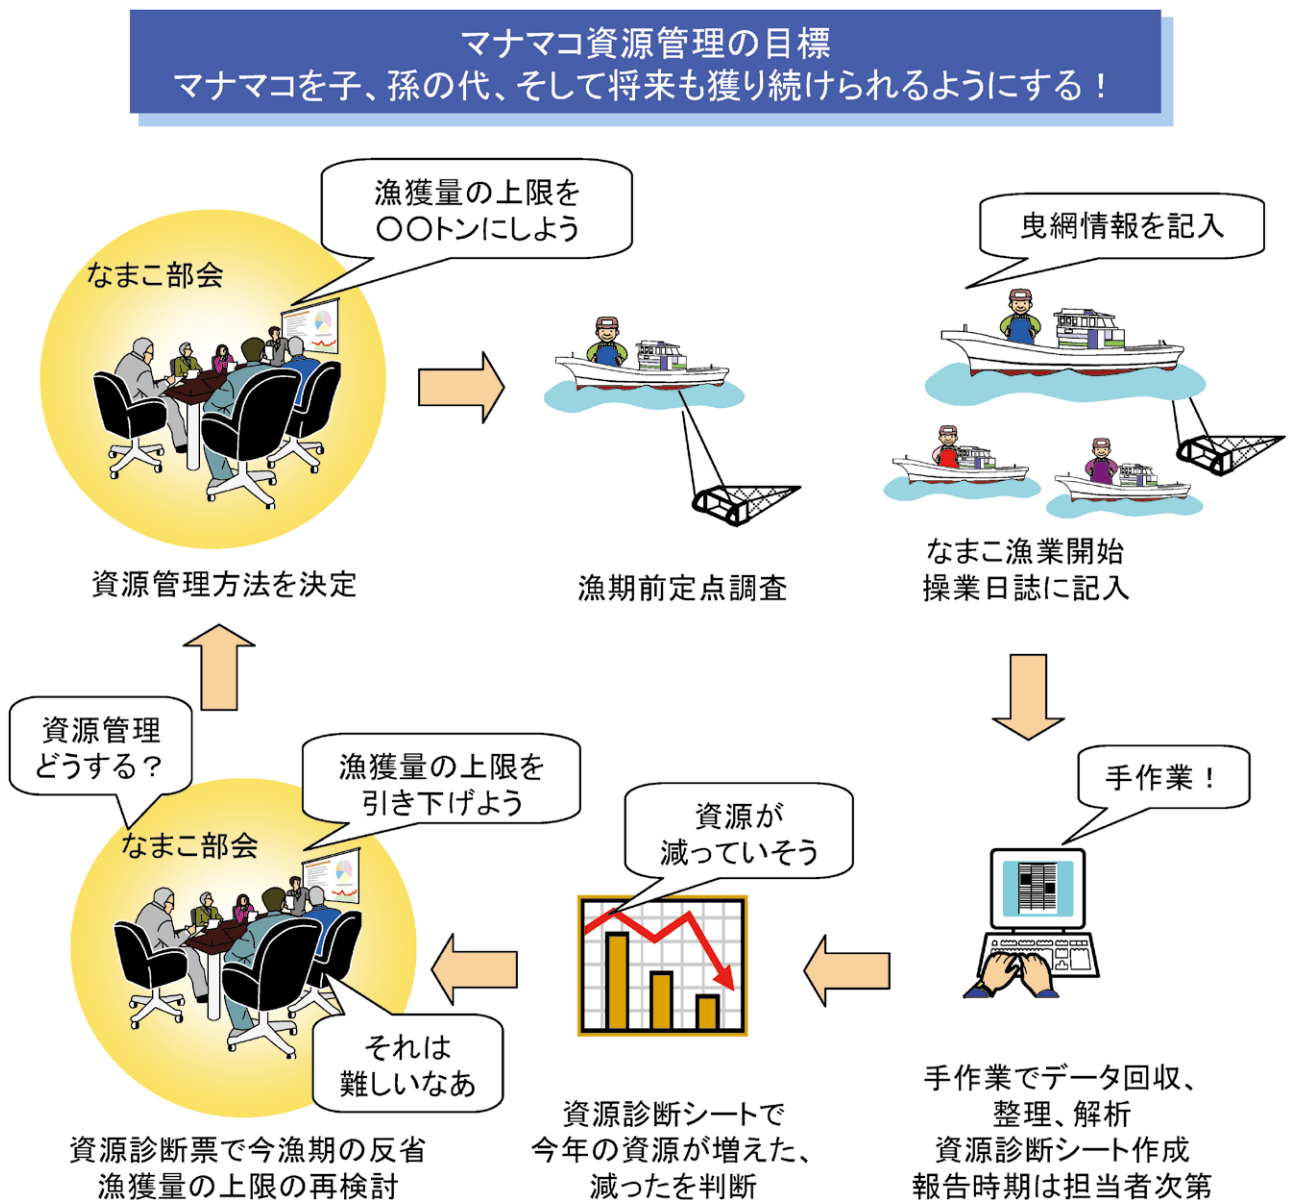 マナマコ資源管理の目標
マナマコを子、孫の代、そして将来も獲り続けられるようにする！
漁獲量の上限を
〇〇トンにしよう
なまこ部会
資源管理方法を決定
漁期前定点調査
曳網情報を記入
なまこ漁業開始
操業日誌に記入
手作業！
手作業でデータ回収、
整理、解析
資源診断シート作成
報告時期は担当者次第
資源が
減っていそう
資源診断シートで
今年の資源が増えた、
減ったを判断
資源管理
どうする？
漁獲量の上限を
引き下げよう
なまこ部会
それは
難しいなあ
資源診断票で今漁期の反省
漁獲量の上限の再検討